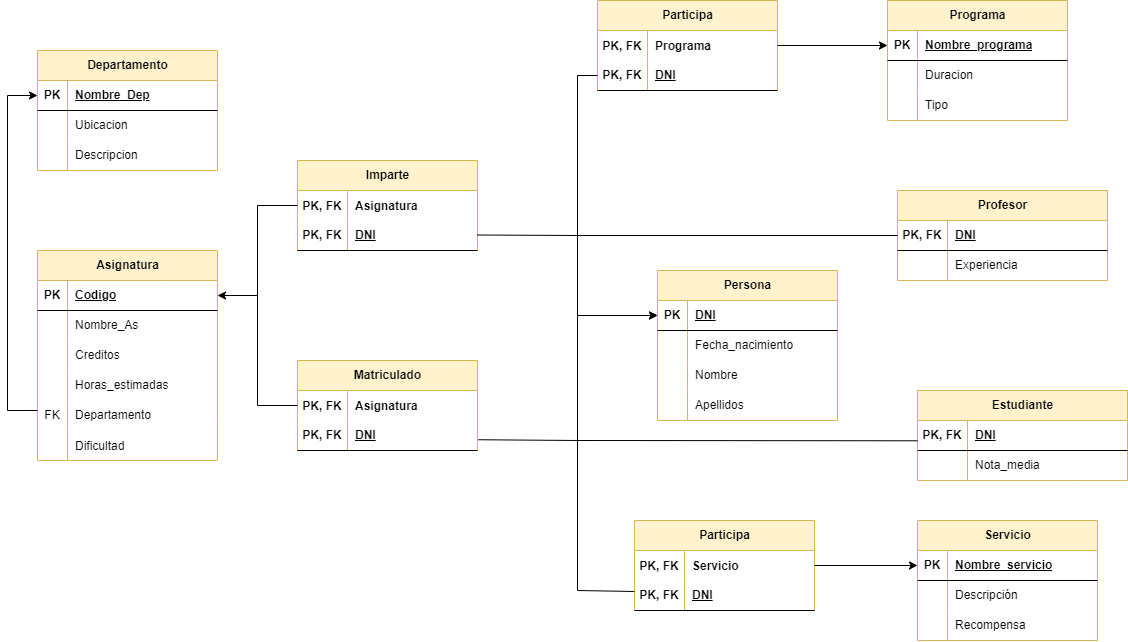 Participa
PK, FK Programa
PK, FK DNI
Programa
PK Nombre_programa
Duracion
Tipo
Departamento
PK Nombre_Dep
Ubicacion
Descripcion
Imparte
PK, FK Asignatura
PK, FK DNI
Profesor
PK, FK DNI
Experiencia
Asignatura
PK Codigo
Nombre_As
Creditos
Horas_estimadas
FK Departamento
Dificultad
Persona
PK DNI
Fecha_nacimiento
Nombre
Apellidos
Matriculado
PK, FK Asignatura
PK, FK DNI
Estudiante
PK, FK DNI
Nota_media
Participa
PK, FK Servicio
PK, FK DNI
Servicio
PK Nombre_servicio
Descripción
Recompensa